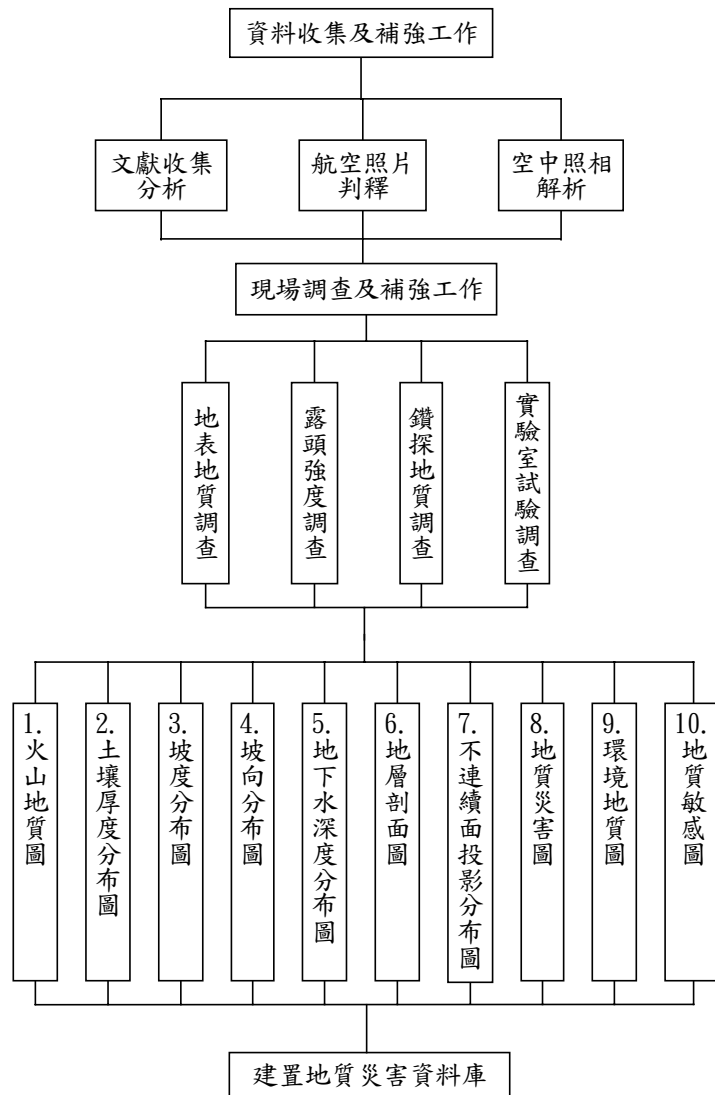 資料收集及補強工作
文獻收集
分析
航空照片
判釋
空中照相
解析
現場調查及補強工作
地表地質調查
露頭強度調查
鑽探地質調查
實驗室試驗調查
1.火山地質圖
2.土壤厚度分布圖
3.坡度分布圖
4.坡向分布圖
5.地下水深度分布圖
6.地層剖面圖
7.不連續面投影分布圖
8.地質災害圖
9.環境地質圖
10.地質敏感圖
建置地質災害資料庫